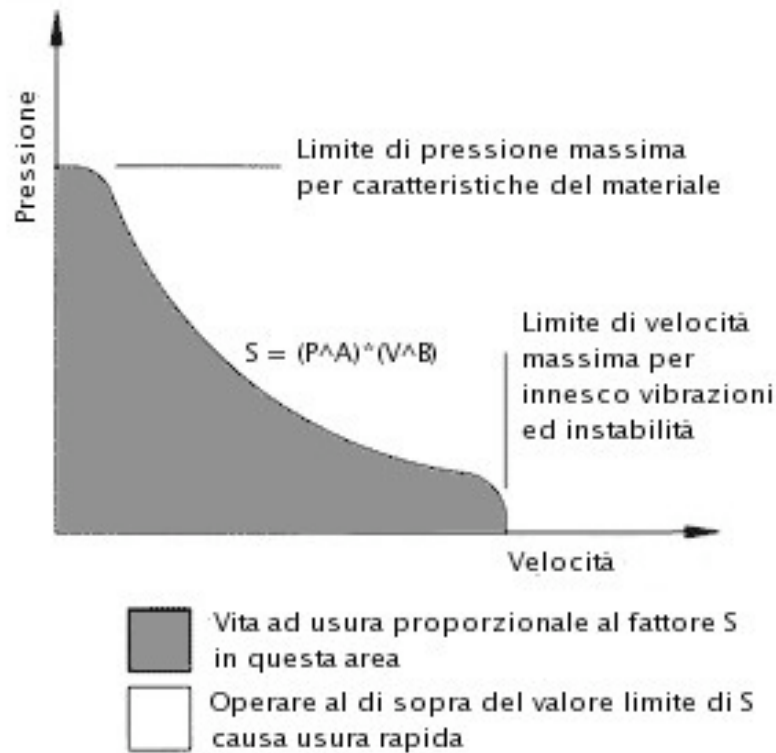 Pressione
Limite di pressione massima
per caratteristiche del materiale
S = (P^A)*(V^B)
Limite di velocità
massima per
innesco vibrazioni
ed instabilità
Velocità
Vita ad usura proporzionale al fattore S
in questa area
Operare al di sopra del valore limite di S
causa usura rapida